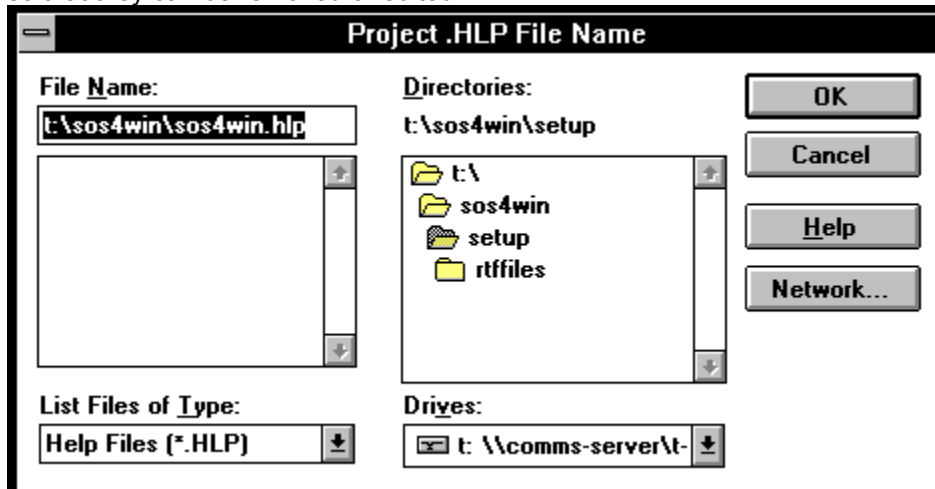 Project .HLP File Name
File Name:
t:\sos4win\sos4win.hlp
Directories:
t:\sos4win\setup
t:\
sos4win
setup
rtffiles
OK
Cancel
Help
Network...
List Files of Type:
Help Files (*.HLP)
Drives:
t: \\comms-server\t-